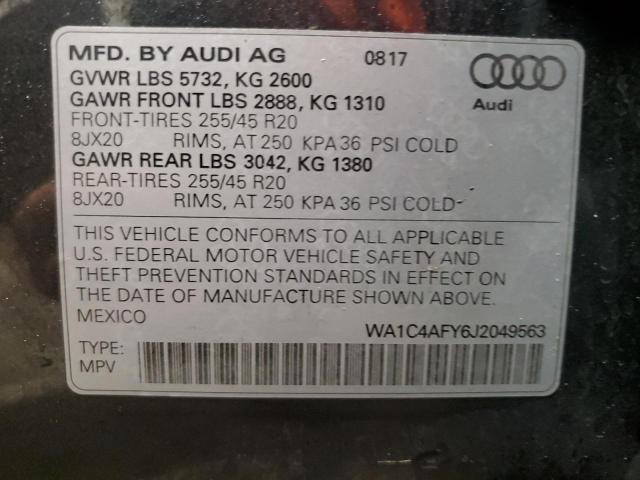 MFD. BY AUDI AG 0817
GVWR LBS 5732, KG 2600
GAWR FRONT LBS 2888, KG 1310
FRONT-TIRES 255/45 R20
8JX20 RIMS, AT 250 KPA 36 PSI COLD
GAWR REAR LBS 3042, KG 1380
REAR-TIRES 255/45 R20
8JX20 RIMS, AT 250 KPA 36 PSI COLD
Audi
THIS VEHICLE CONFORMS TO ALL APPLICABLE
U.S. FEDERAL MOTOR VEHICLE SAFETY AND
THEFT PREVENTION STANDARDS IN EFFECT ON
THE DATE OF MANUFACTURE SHOWN ABOVE.
MEXICO
WA1C4AFY6J2049563
TYPE:
MPV